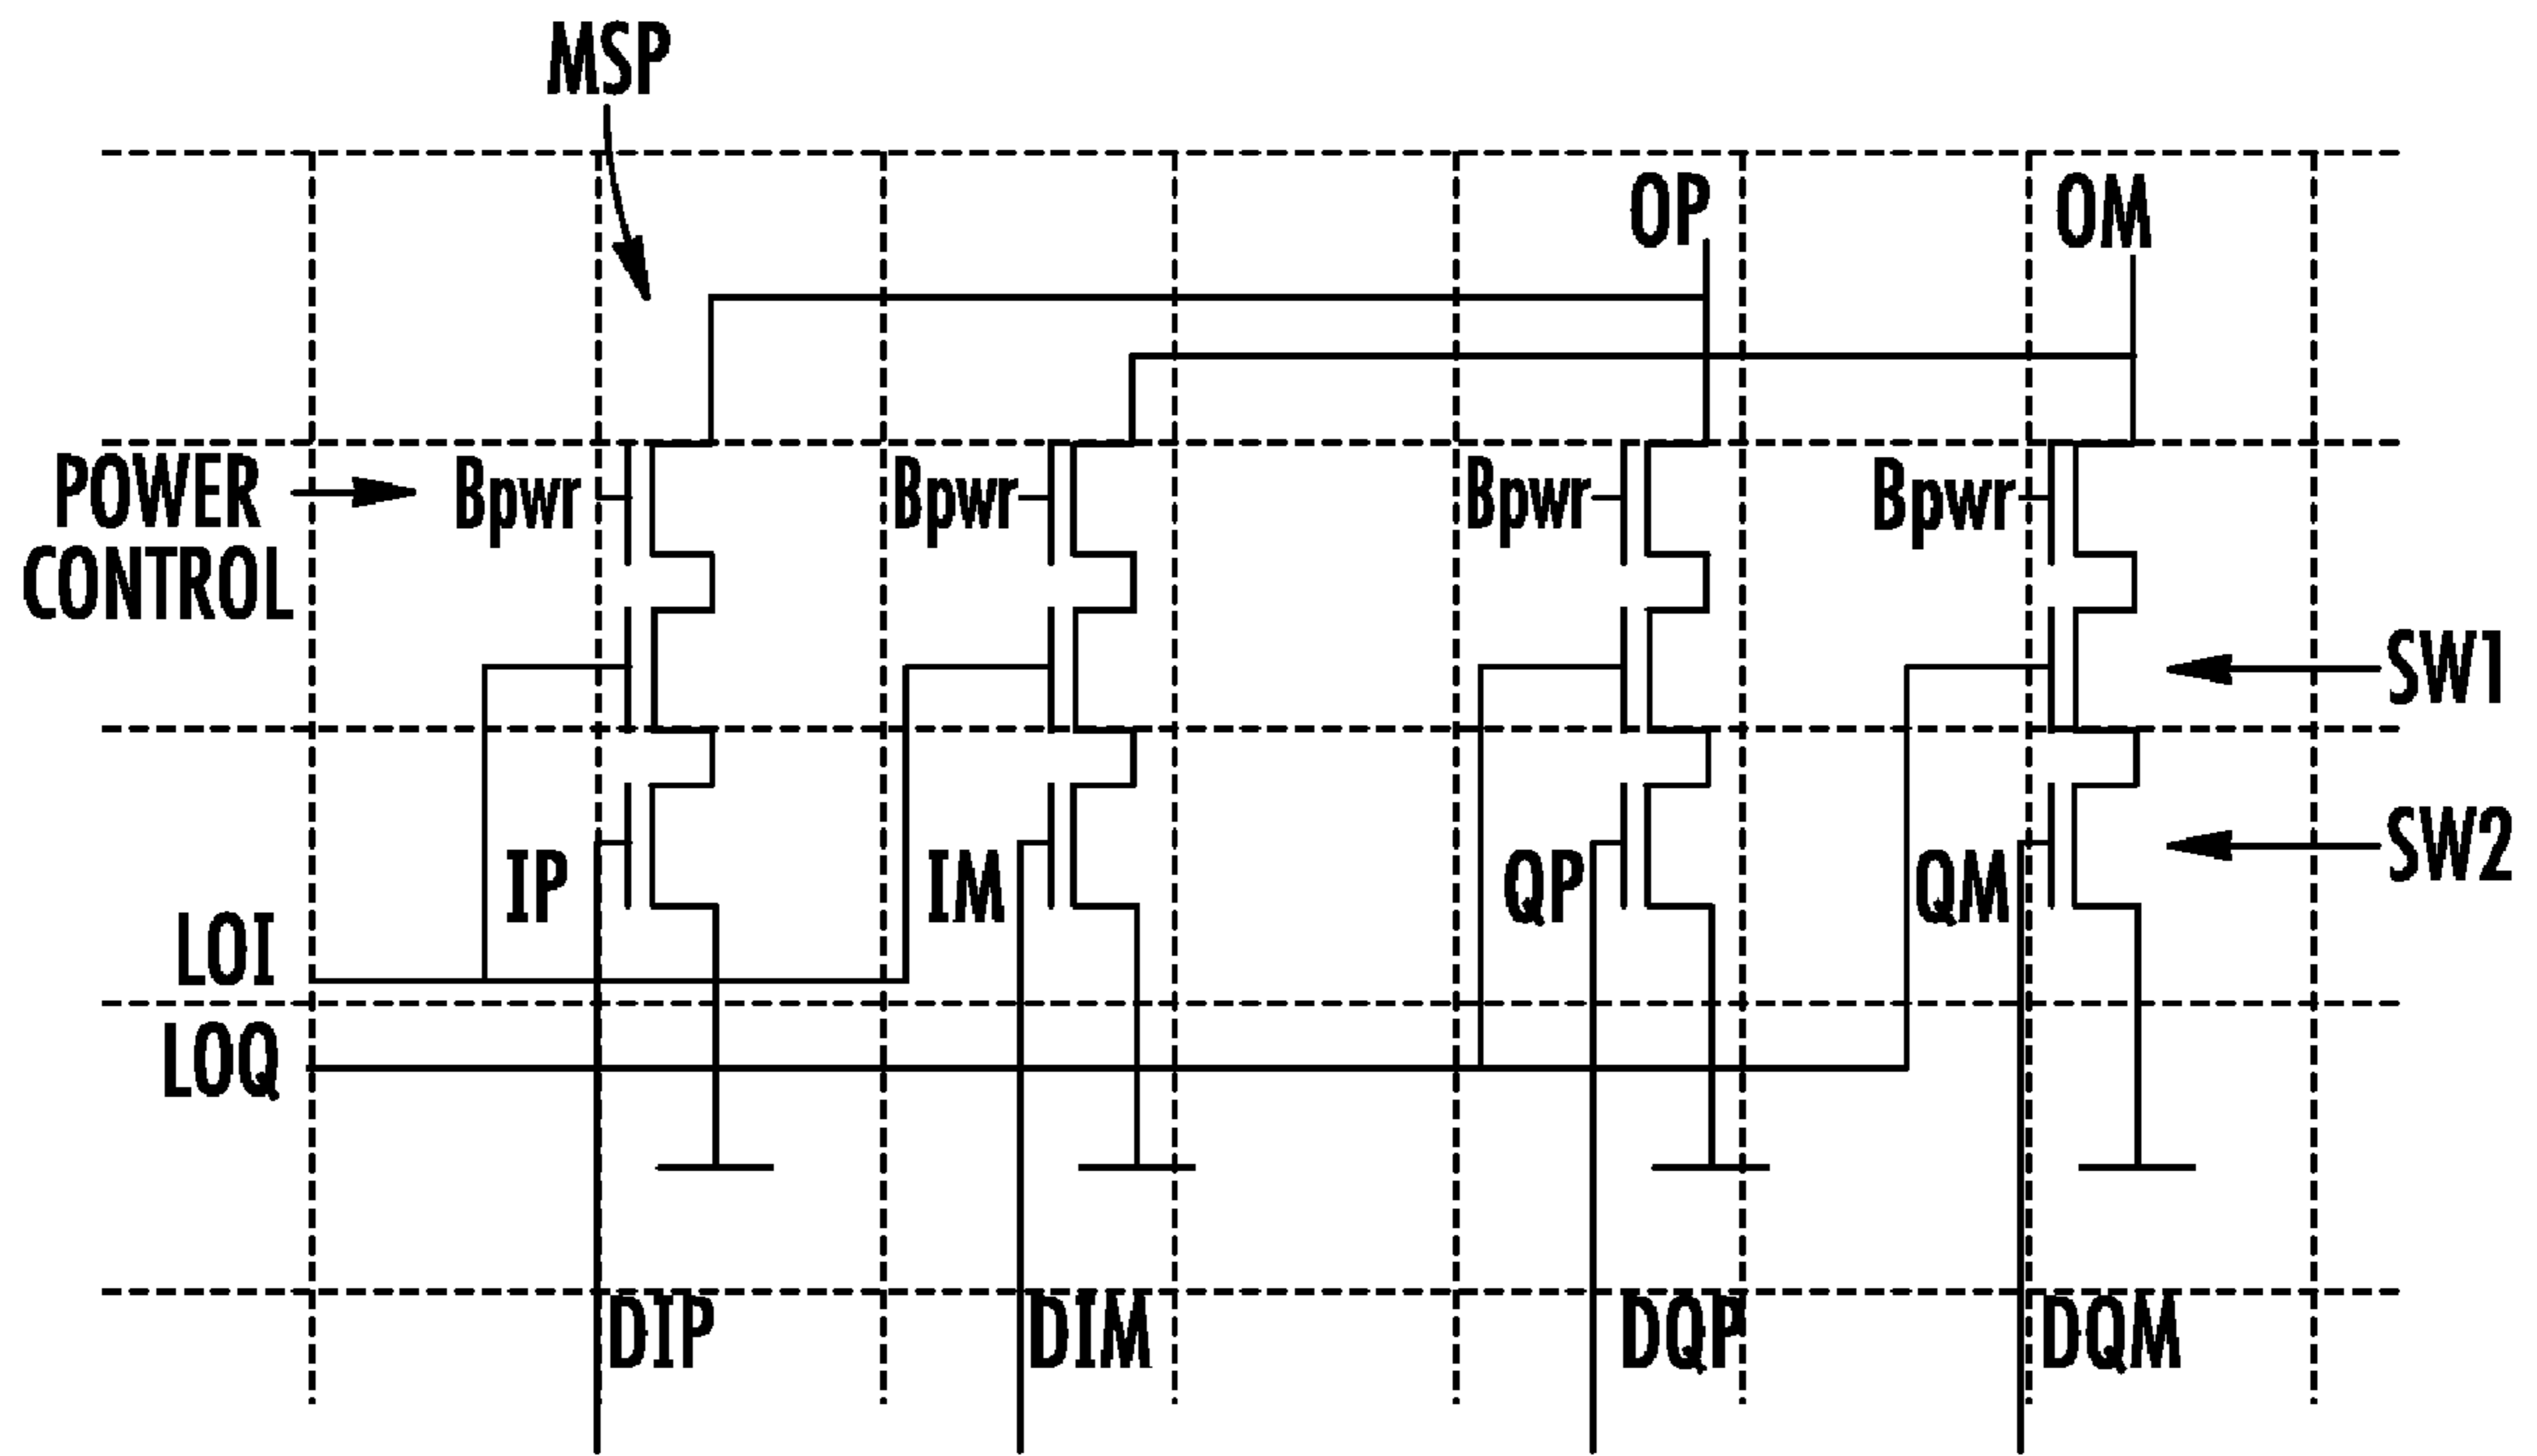 MSP
OP
OM
POWER
CONTROL
Bpwr
Bpwr
Bpwr
Bpwr
SW1
SW2
IP
IM
QP
QM
LOI
LOQ
DIP
DIM
DQP
DQM